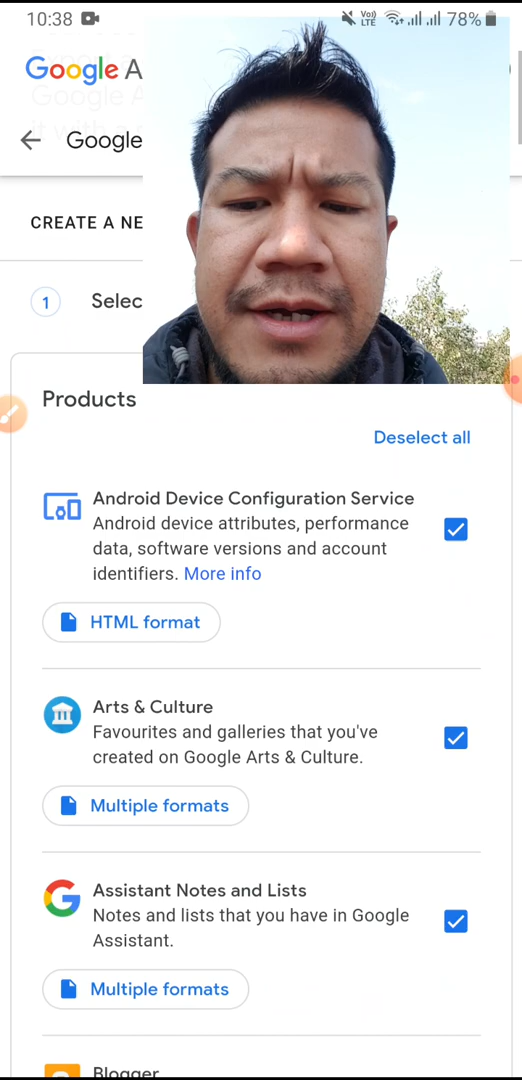 10:38
Vo) LTE 78%
Google A
Google
CREATE A NE
1 Selec
Products
Deselect all
Android Device Configuration Service
Android device attributes, performance
data, software versions and account
identifiers. More info
HTML format
Arts & Culture
Favourites and galleries that you've
created on Google Arts & Culture.
Multiple formats
Assistant Notes and Lists
Notes and lists that you have in Google
Assistant.
Multiple formats
Blogger